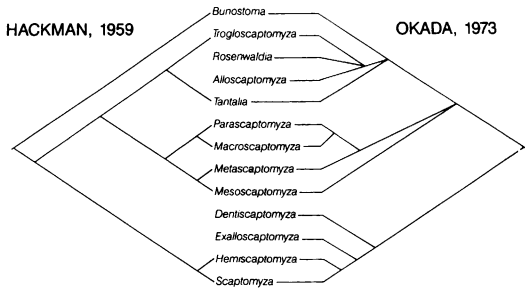 HACKMAN, 1959
OKADA, 1973
Bunostoma
Trogloscaptomyza
Rosenwaldia
Alloscaptomyza
Tantalia
Parascaptomyza
Macroscaptomyza
Metascaptomyza
Mesoscaptomyza
Dentiscaptomyza
Exalloscaptomyza
Hemiscaptomyza
Scaptomyza